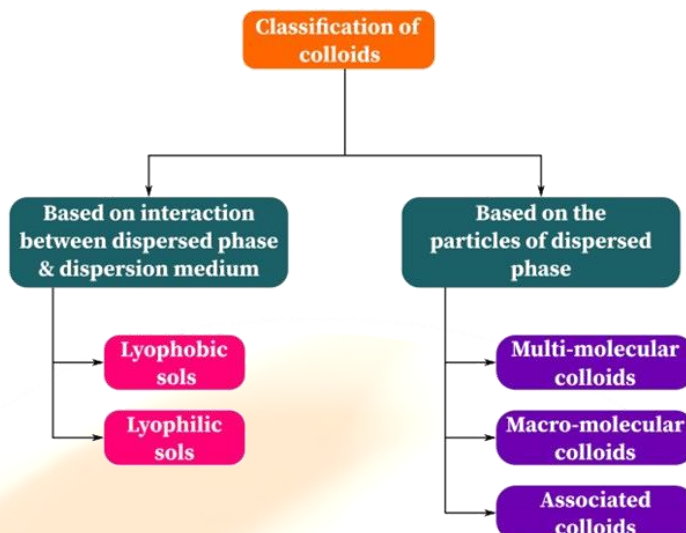 Classification of
colloids
Based on interaction
between dispersed phase
& dispersion medium
Lyophobic
sols
Lyophilic
sols
Based on the
particles of dispersed
phase
Multi-molecular
colloids
Macro-molecular
colloids
Associated
colloids